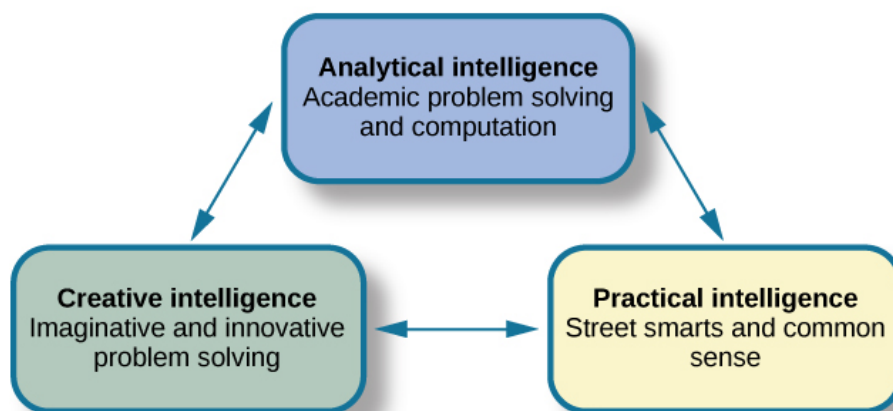 Analytical intelligence
Academic problem solving
and computation
Creative intelligence
Imaginative and innovative
problem solving
Practical intelligence
Street smarts and common
sense